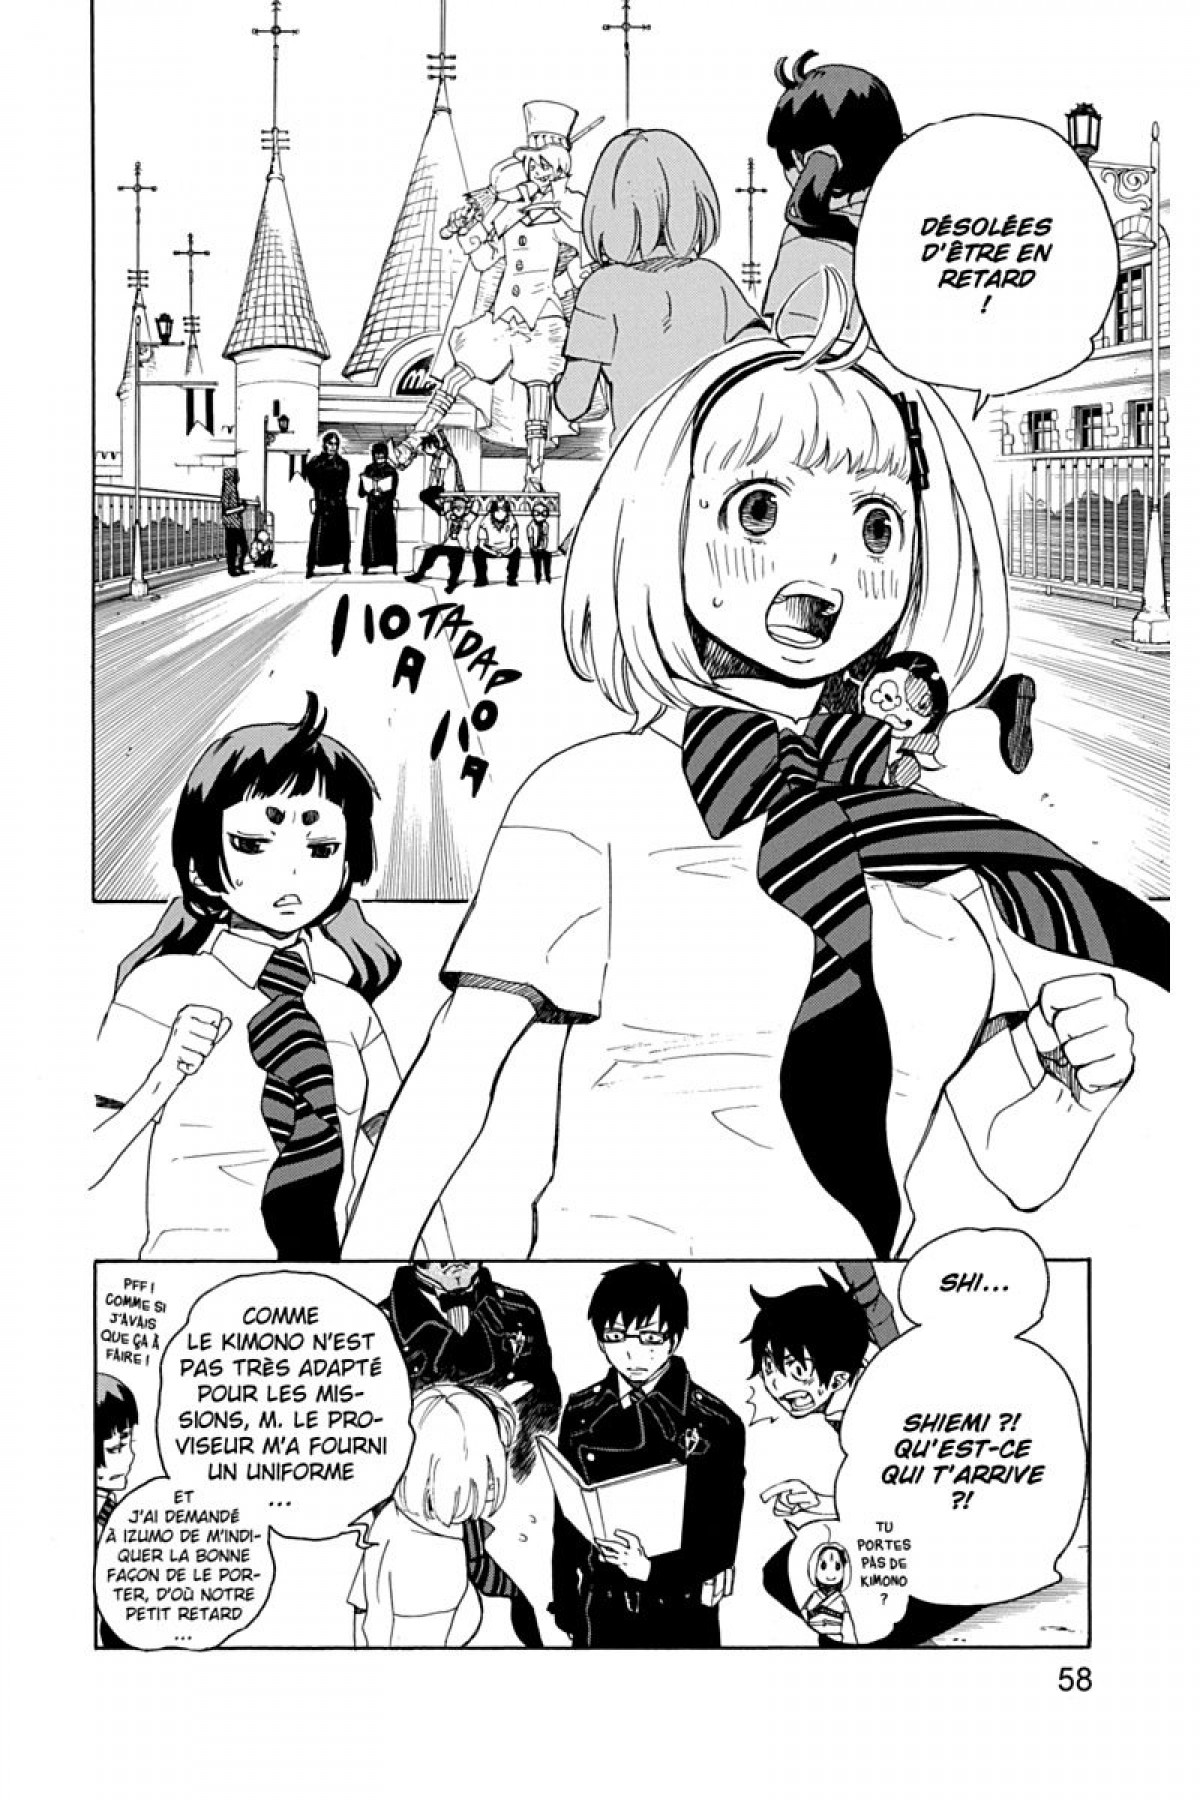 DÉSOLÉES
D'ÊTRE EN
RETARD
!
TADAP
SHI...
SHIEMI ?!
QU'EST-CE
QUI T'ARRIVE
?!
TU
PORTES
PAS DE
KIMONO
?
COMME
LE KIMONO N'EST
PAS TRÈS ADAPTÉ
POUR LES MIS-
SIONS, M. LE PRO-
VISEUR M'A FOURNI
UN UNIFORME
...
ET
J'AI DEMANDÉ
À IZUMO DE M'INDI-
QUER LA BONNE
FAÇON DE LE POR-
TER, D'OÙ NOTRE
PETIT RETARD
...
PFF !
COMME SI
J'AVAIS
QUE ÇA À
FAIRE !
58